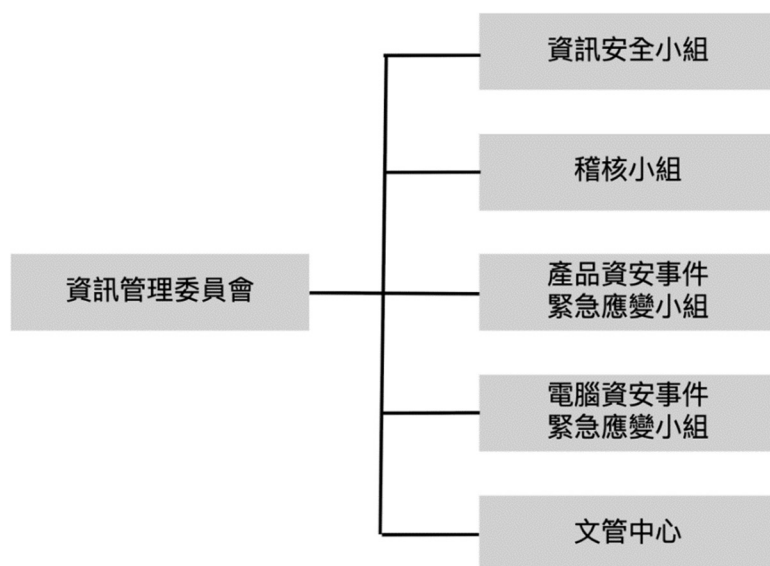 資訊安全小組
稽核小組
資訊管理委員會
產品資安事件
緊急應變小組
電腦資安事件
緊急應變小組
文管中心